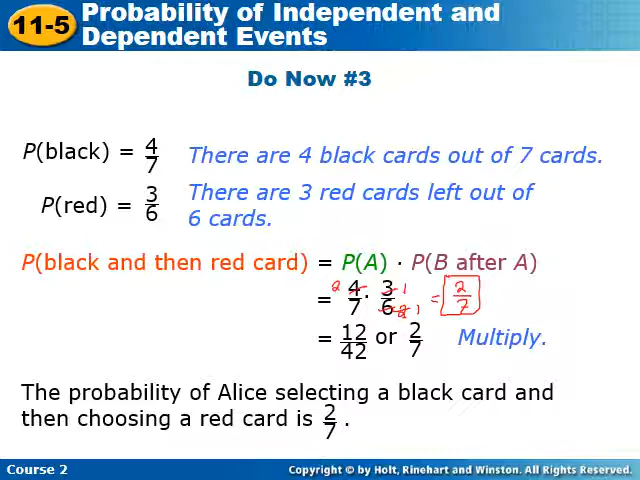 11-5 Probability of Independent and
Dependent Events
Do Now #3
P(black) = 4/7 There are 4 black cards out of 7 cards.
P(red) = 3/6 There are 3 red cards left out of
6 cards.
P(black and then red card) = P(A) · P(B after A)
= 2 4/7 · 3/6 1 2 1 = 2/7
= 12/42 or 2/7 Multiply.
The probability of Alice selecting a black card and
then choosing a red card is 2/7.
Course 2 Copyright © by Holt, Rinehart and Winston. All Rights Reserved.